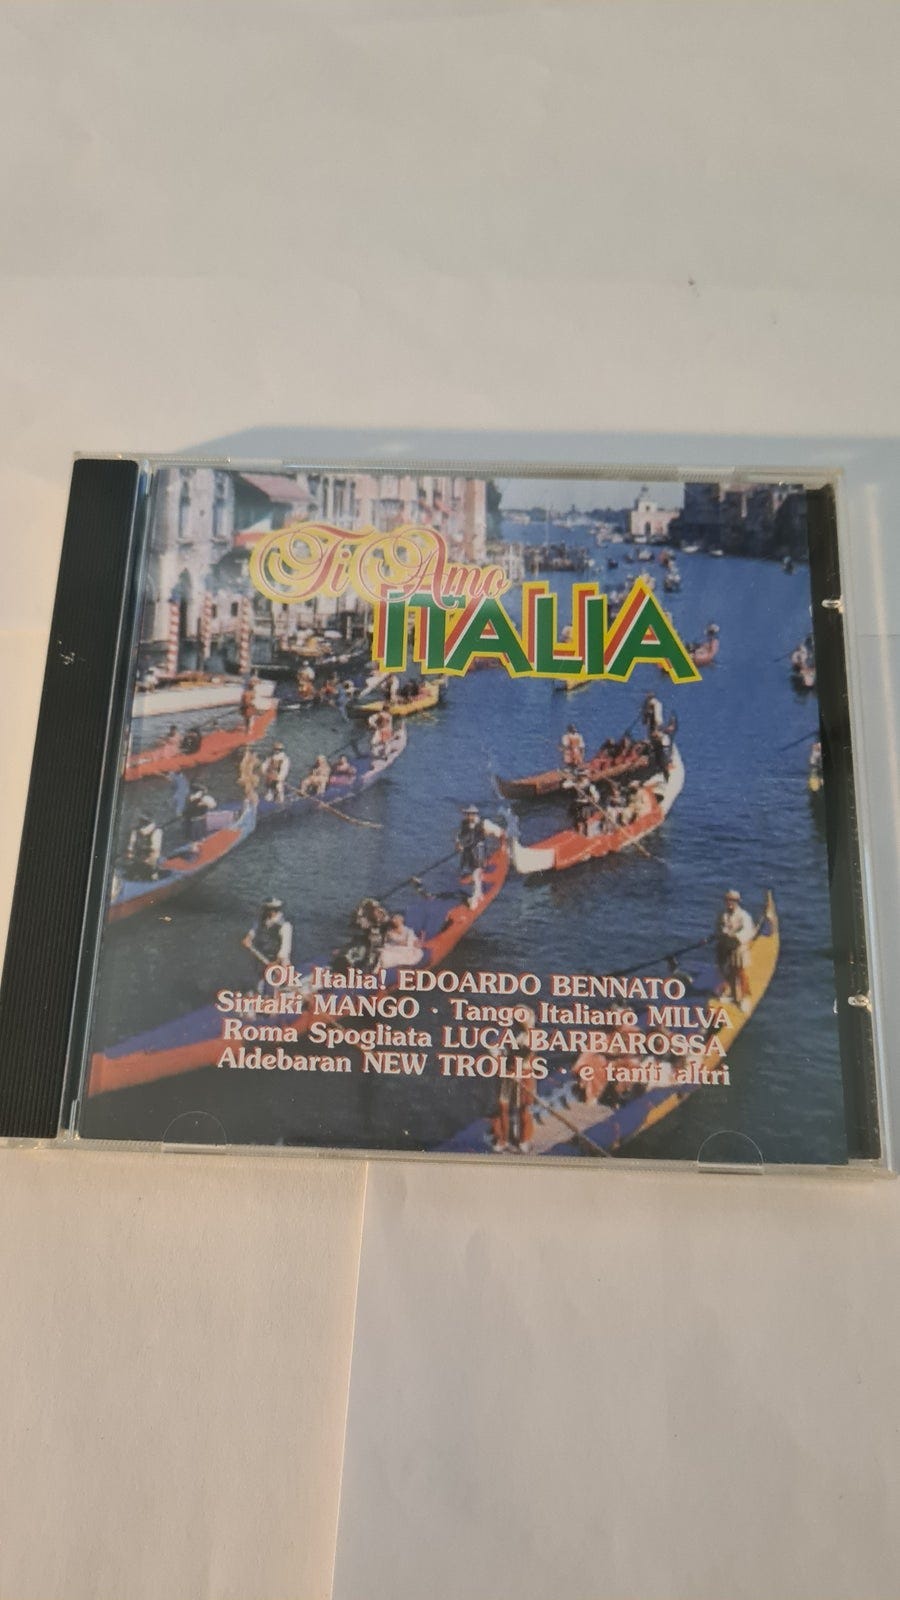 Ti Amo
ITALIA
Ok Italia! EDOARDO BENNATO
Sirtaki MANGO · Tango Italiano MILVA
Roma Spogliata LUCA BARBAROSSA
Aldebaran NEW TROLLS · e tanti altri